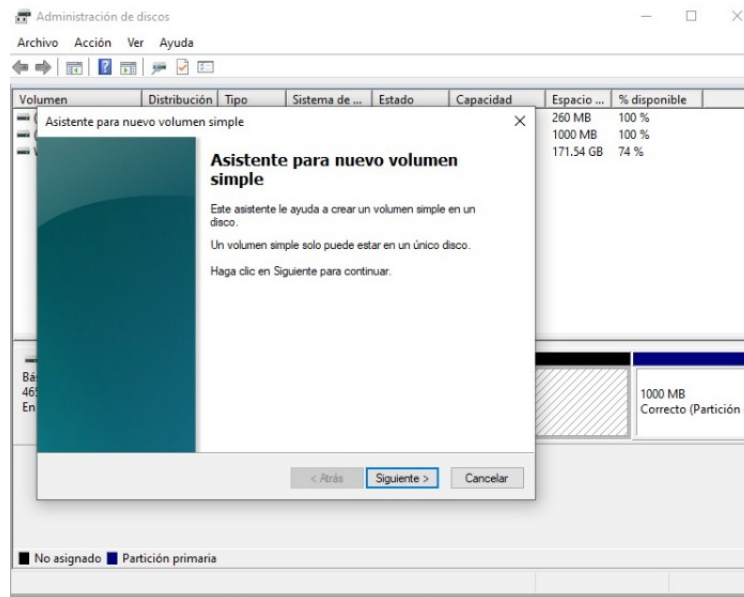 Administración de discos
Archivo Acción Ver Ayuda
Volumen Distribución Tipo Sistema de ... Estado Capacidad Espacio ... % disponible
260 MB 100 %
1000 MB 100 %
171.54 GB 74 %
Asistente para nuevo volumen simple
Asistente para nuevo volumen
simple
Este asistente le ayuda a crear un volumen simple en un
disco.
Un volumen simple solo puede estar en un único disco.
Haga clic en Siguiente para continuar.
< Atrás Siguiente > Cancelar
Bá
465
En
1000 MB
Correcto (Partición
No asignado Partición primaria